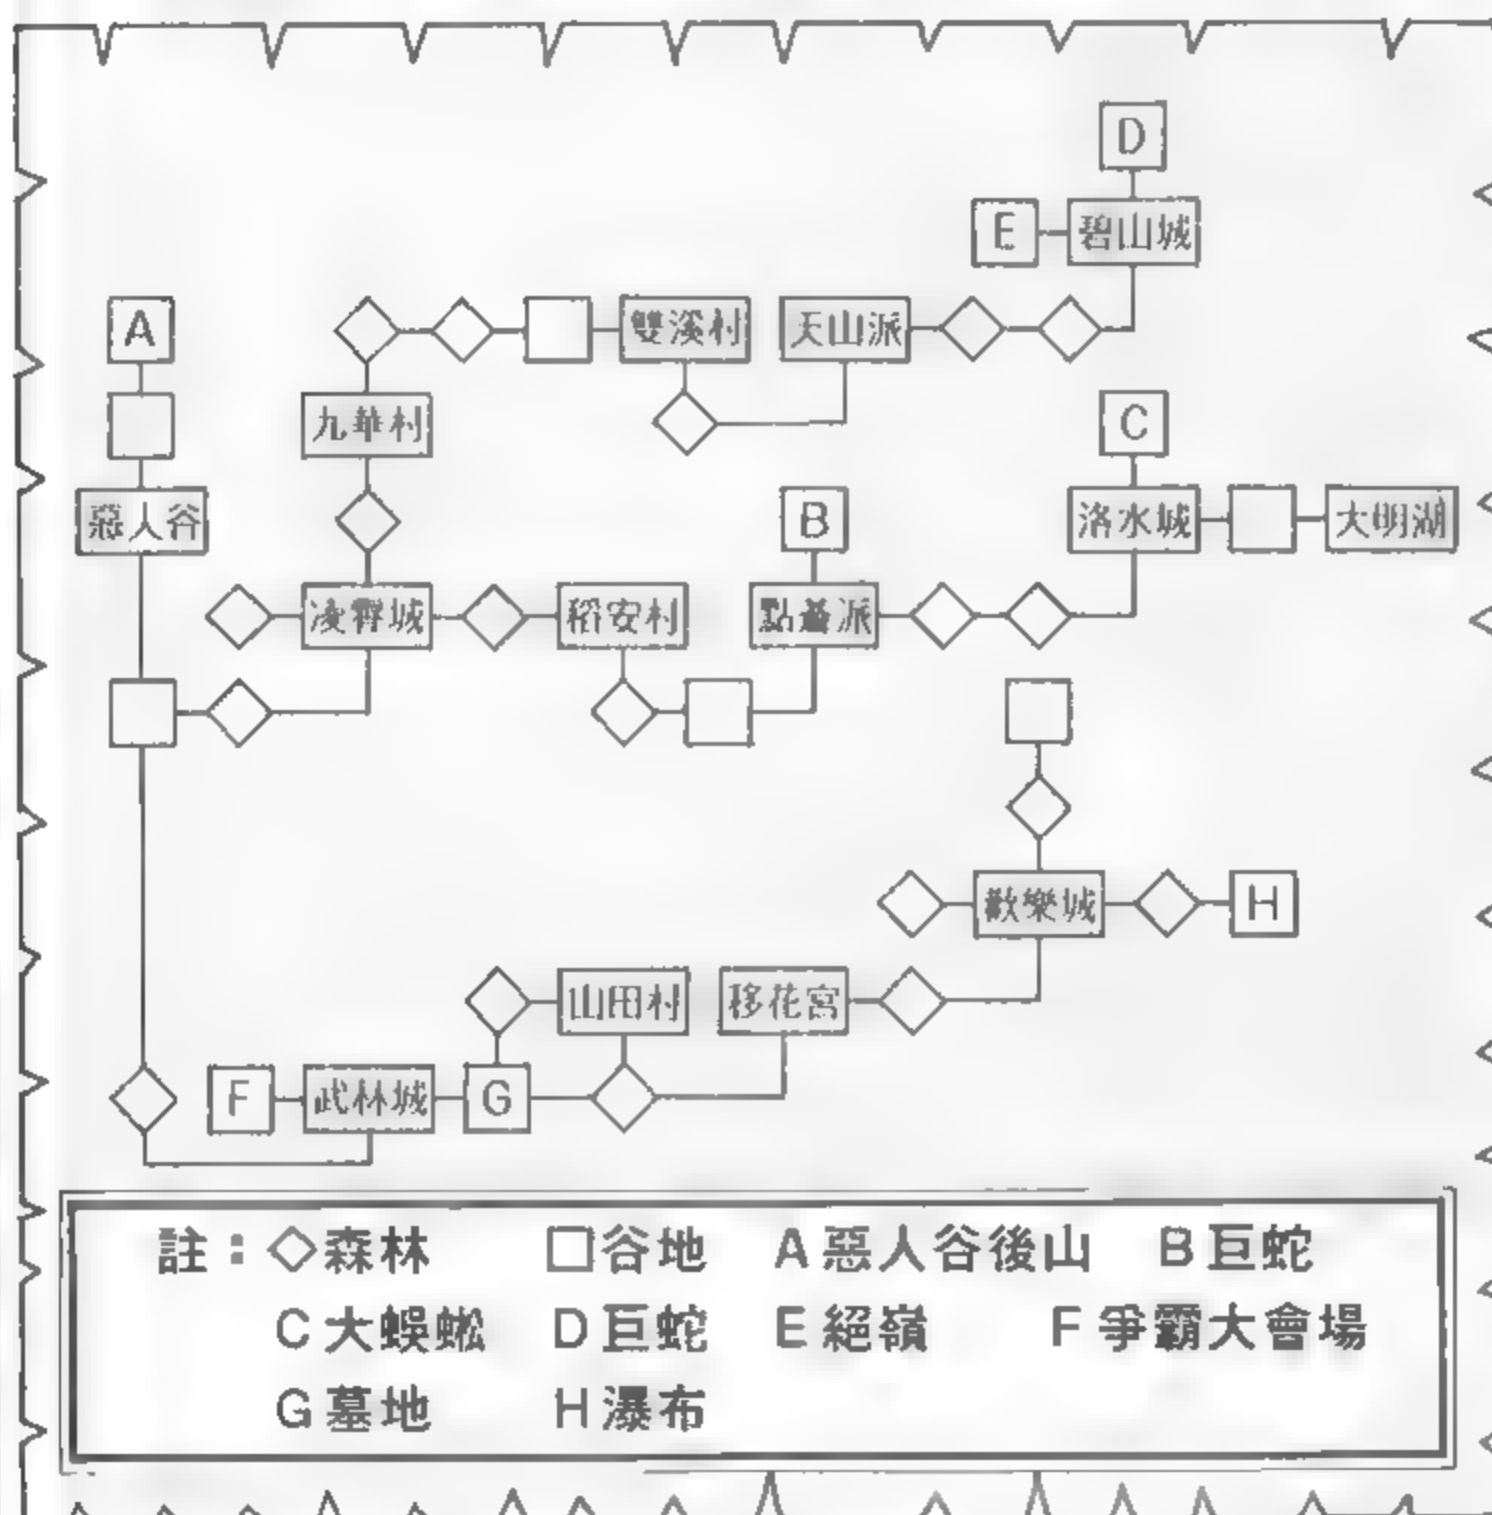 D
E 碧山城
A 雙溪村 天山派
九華村 C
惡人谷 B 洛水城 大明湖
凌霄城 稻安村 點蒼派
歡樂城 H
山田村 移花宮
F 武林城 G
註：◇森林 □谷地 A惡人谷後山 B巨蛇
C大蜈蚣 D巨蛇 E絕嶺 F爭霸大會場
G墓地 H瀑布